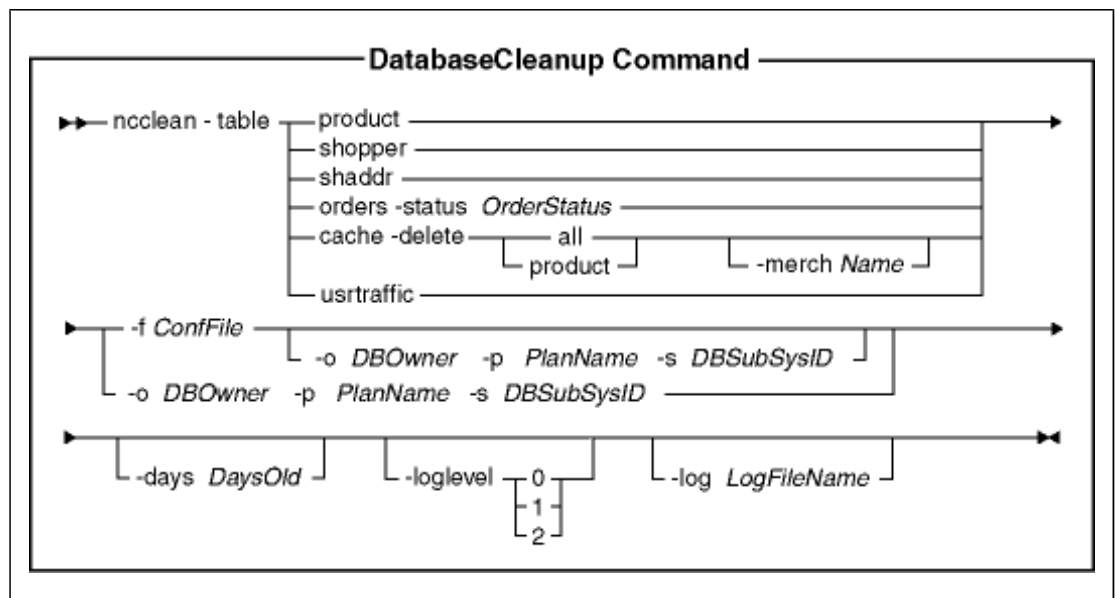 DatabaseCleanup Command
ncclean - table product
shopper
shaddr
orders -status OrderStatus
cache -delete all
product -merch Name
usrtraffic
-f ConfFile
-o DBOwner -p PlanName -s DBSubSysID
-o DBOwner -p PlanName -s DBSubSysID
-days DaysOld -loglevel 0 -log LogFileName
1
2